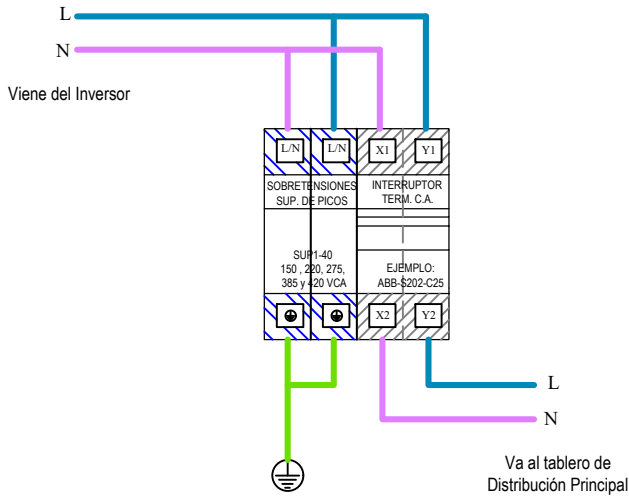 L
N
Viene del Inversor
L/N L/N X1 Y1
SOBRETENSIONES
SUP. DE PICOS
INTERRUPTOR
TERM. C.A.
SUP1-40
150 , 220, 275,
385 y 420 VCA
EJEMPLO:
ABB-S202-C25
X2 Y2
L
N
Va al tablero de
Distribución Principal